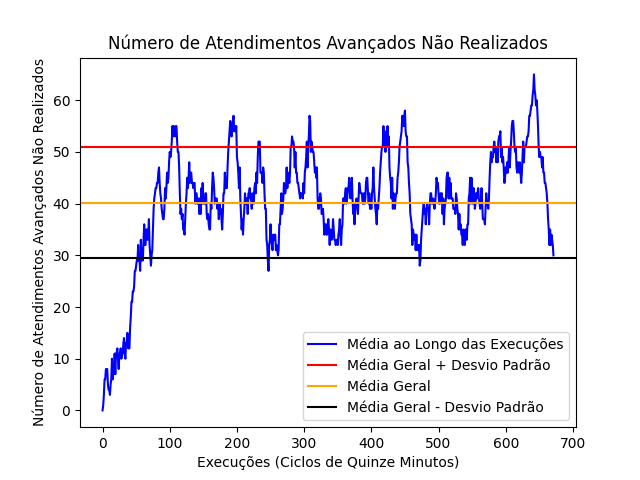 Número de Atendimentos Avançados Não Realizados
Número de Atendimentos Avançados Não Realizados
60
50
40
30
20
10
0
0 100 200 300 400 500 600 700
Execuções (Ciclos de Quinze Minutos)
Média ao Longo das Execuções
Média Geral + Desvio Padrão
Média Geral
Média Geral - Desvio Padrão